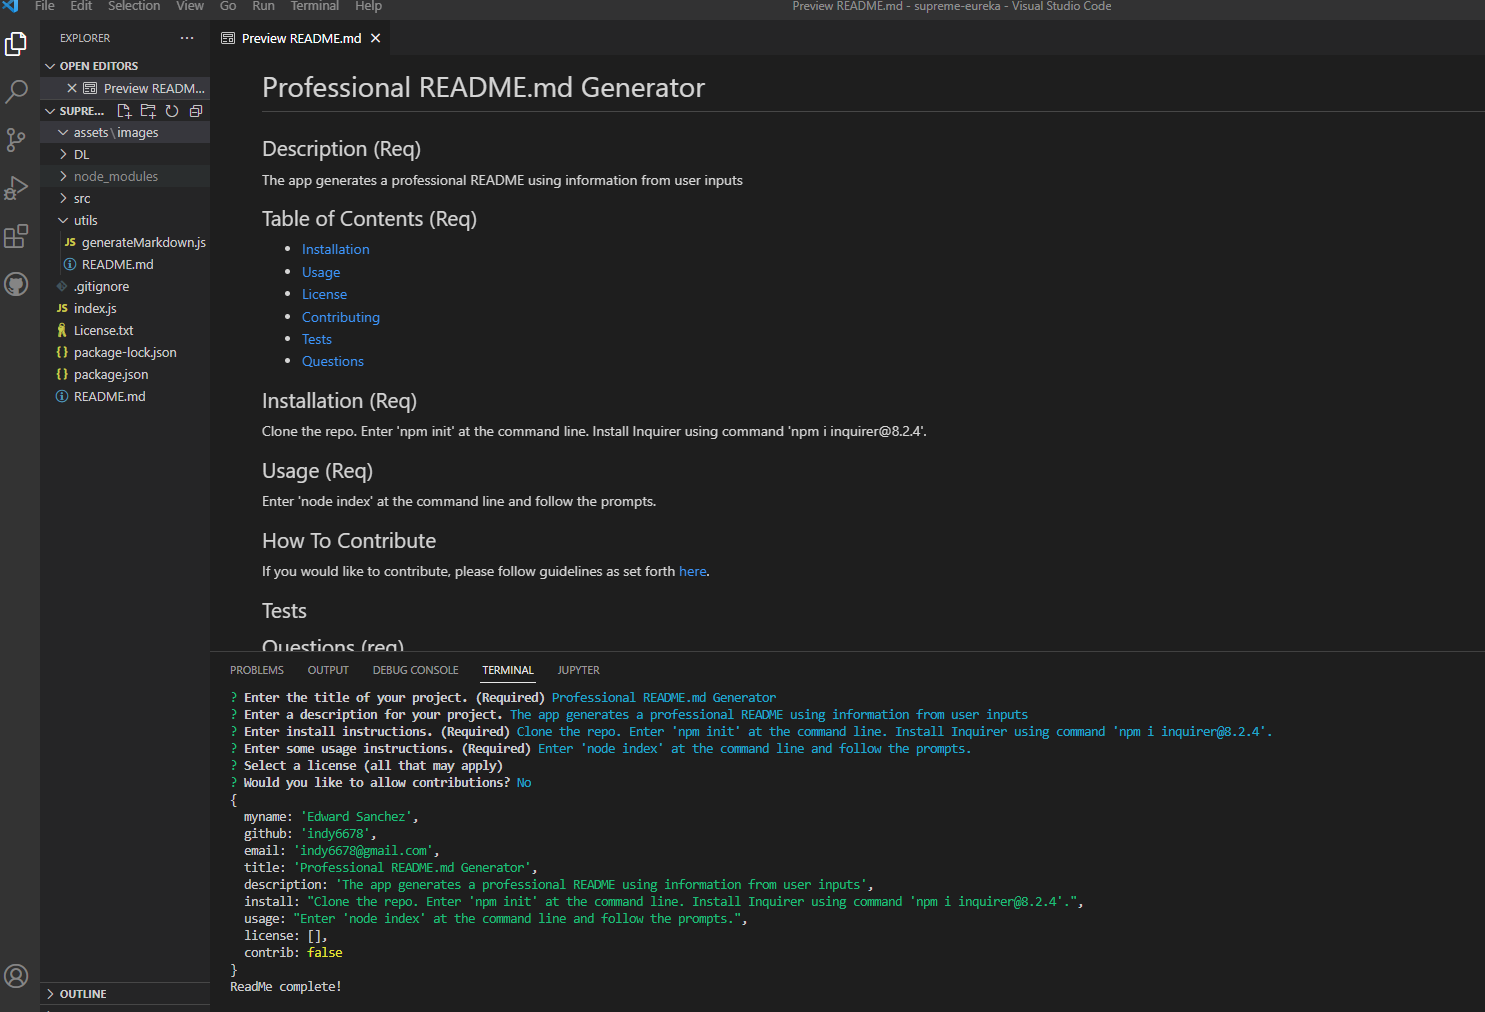 File Edit Selection View Go Run Terminal Help
Preview README.md - supreme-eureka - Visual Studio Code
EXPLORER
OPEN EDITORS
Preview READM...
SUPRE...
assets\images
DL
node_modules
src
utils
JS generateMarkdown.js
README.md
.gitignore
JS index.js
License.txt
{} package-lock.json
{} package.json
README.md
OUTLINE
Preview README.md
Professional README.md Generator
Description (Req)
The app generates a professional README using information from user inputs
Table of Contents (Req)
• Installation
• Usage
• License
• Contributing
• Tests
• Questions
Installation (Req)
Clone the repo. Enter 'npm init' at the command line. Install Inquirer using command 'npm i inquirer@8.2.4'.
Usage (Req)
Enter 'node index' at the command line and follow the prompts.
How To Contribute
If you would like to contribute, please follow guidelines as set forth here.
Tests
Questions (req)
PROBLEMS OUTPUT DEBUG CONSOLE TERMINAL JUPYTER
? Enter the title of your project. (Required) Professional README.md Generator
? Enter a description for your project. The app generates a professional README using information from user inputs
? Enter install instructions. (Required) Clone the repo. Enter 'npm init' at the command line. Install Inquirer using command 'npm i inquirer@8.2.4'.
? Enter some usage instructions. (Required) Enter 'node index' at the command line and follow the prompts.
? Select a license (all that may apply)
? Would you like to allow contributions? No
{
myname: 'Edward Sanchez',
github: 'indy6678',
email: 'indy6678@gmail.com',
title: 'Professional README.md Generator',
description: 'The app generates a professional README using information from user inputs',
install: "Clone the repo. Enter 'npm init' at the command line. Install Inquirer using command 'npm i inquirer@8.2.4'.",
usage: "Enter 'node index' at the command line and follow the prompts.",
license: [],
contrib: false
}
ReadMe complete!